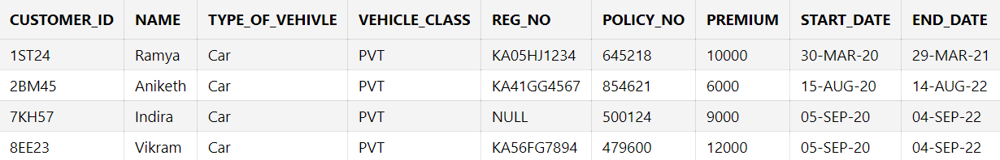 CUSTOMER_ID NAME TYPE_OF_VEHIVLE VEHICLE_CLASS REG_NO POLICY_NO PREMIUM START_DATE END_DATE
1ST24 Ramya Car PVT KA05HJ1234 645218 10000 30-MAR-20 29-MAR-21
2BM45 Aniketh Car PVT KA41GG4567 854621 6000 15-AUG-20 14-AUG-22
7KH57 Indira Car PVT NULL 500124 9000 05-SEP-20 04-SEP-22
8EE23 Vikram Car PVT KA56FG7894 479600 12000 05-SEP-20 04-SEP-22